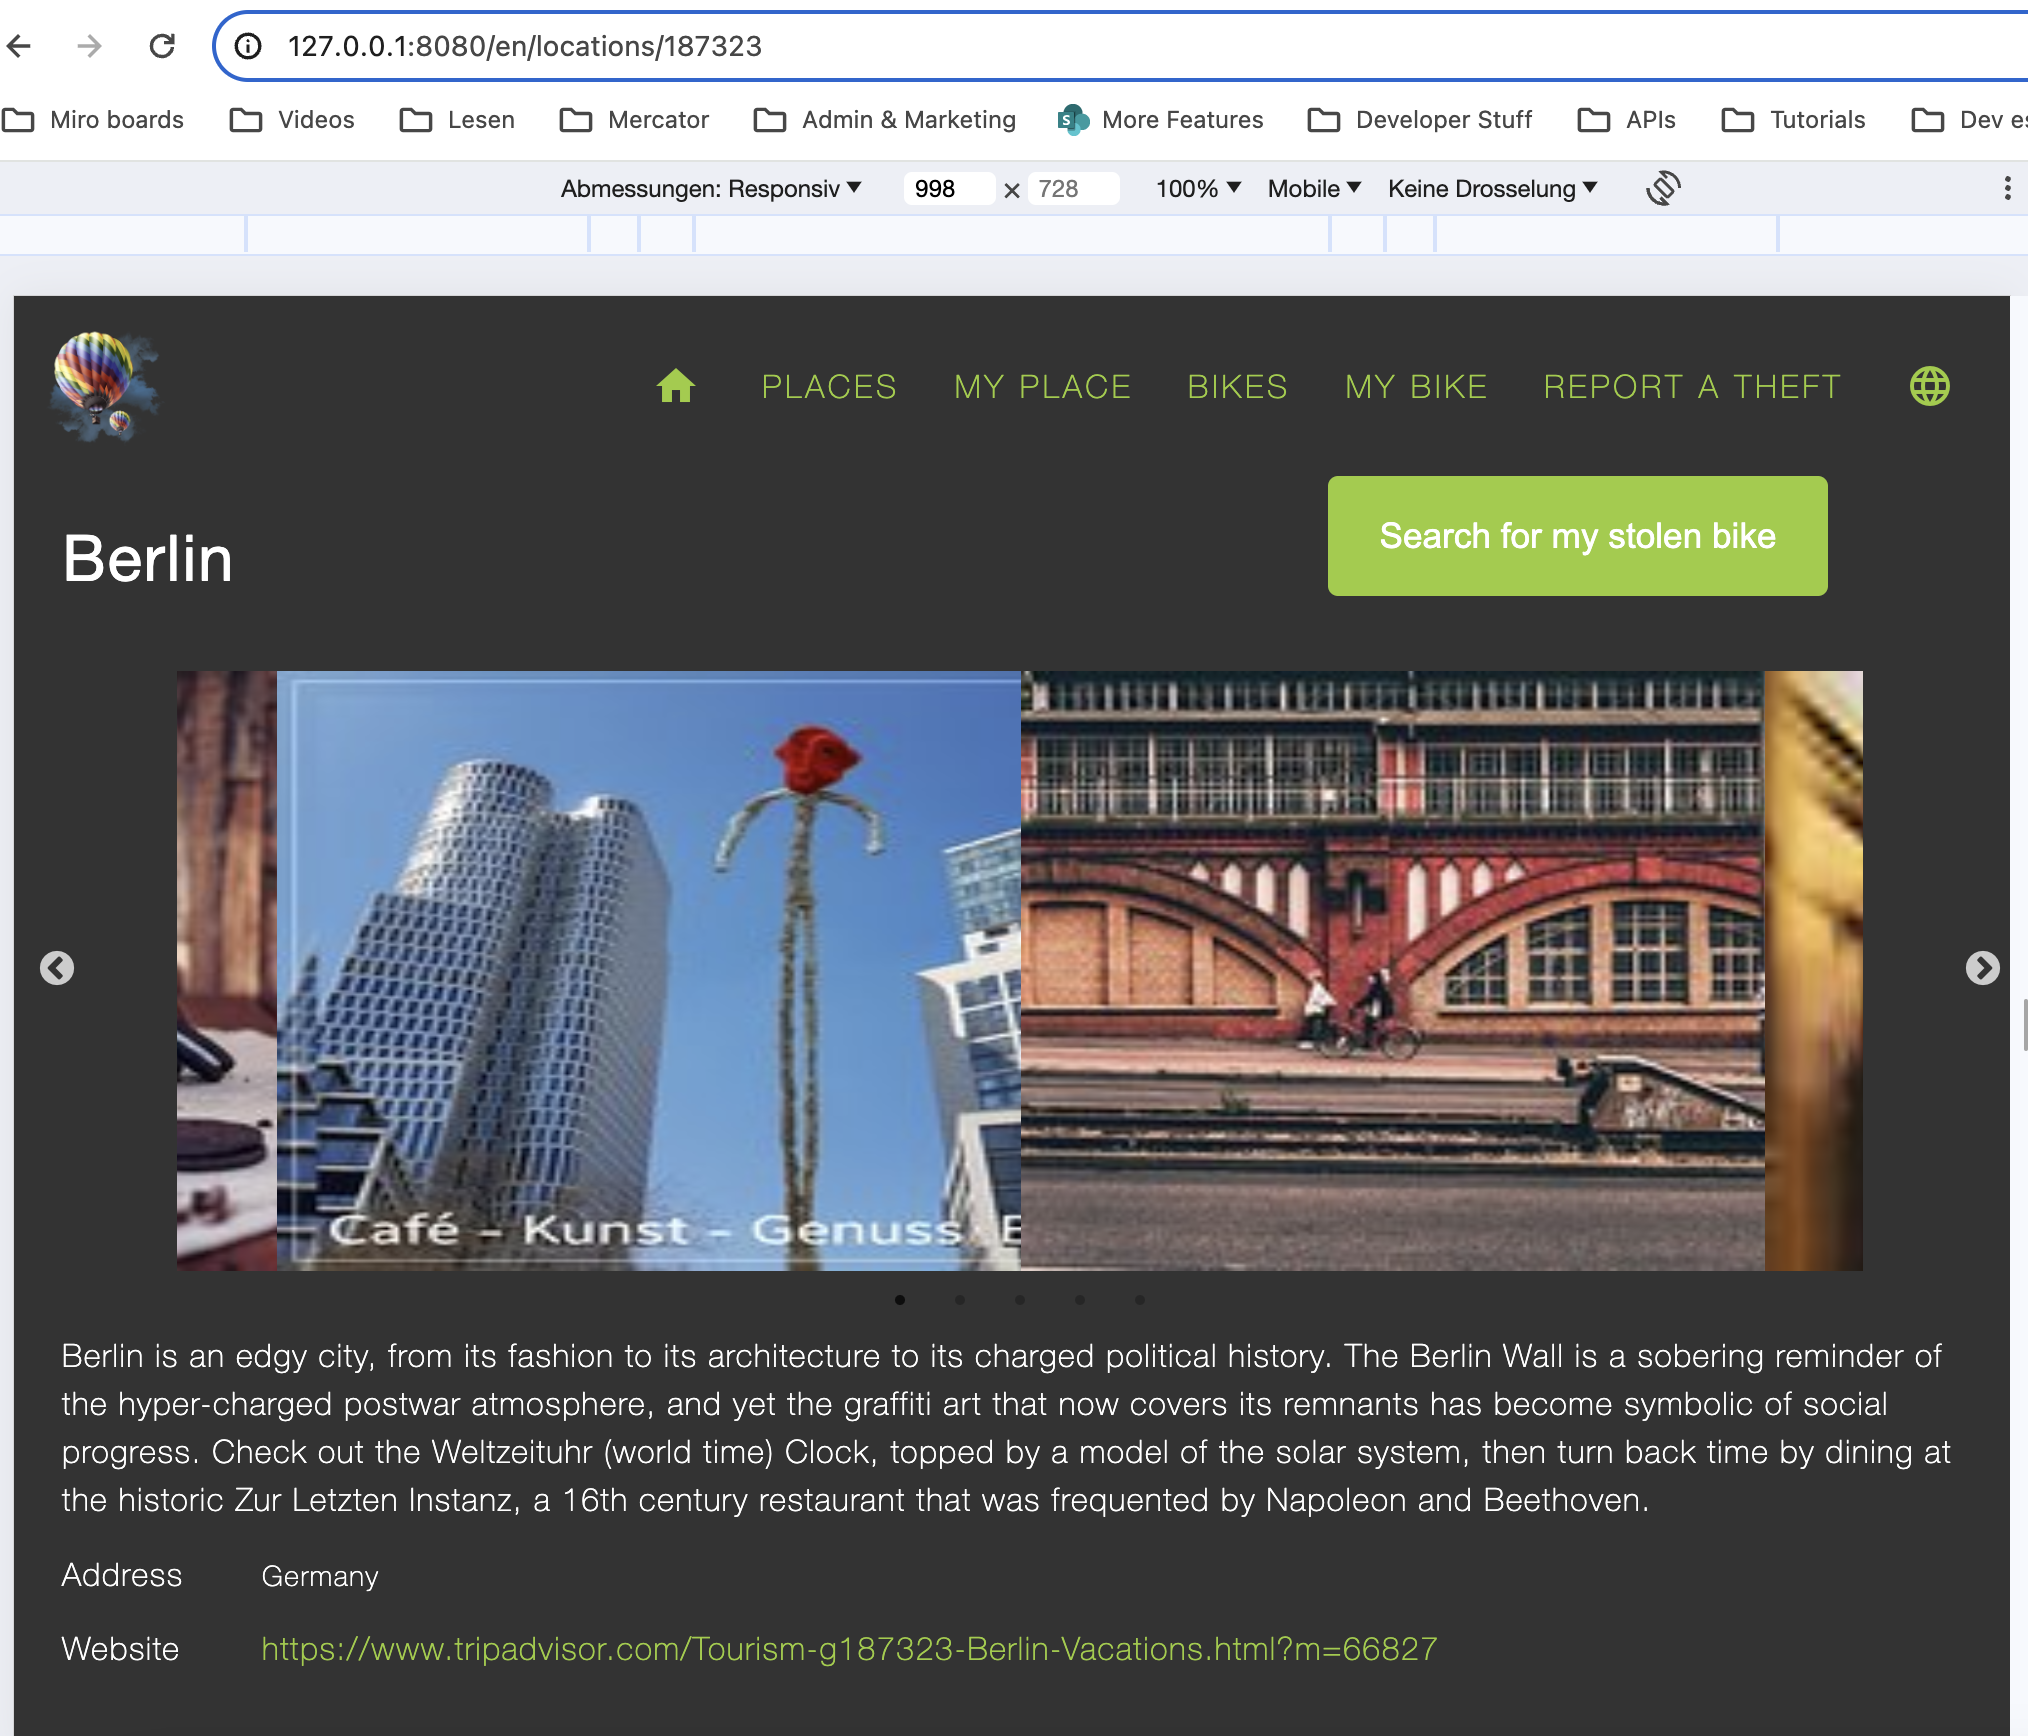 127.0.0.1:8080/en/locations/187323
Miro boards Videos Lesen Mercator Admin & Marketing S More Features Developer Stuff APIs Tutorials Dev es
Abmessungen: Responsiv 998 × 728 100% Mobile Keine Drosselung
PLACES MY PLACE BIKES MY BIKE REPORT A THEFT
Search for my stolen bike
Berlin
Café - Kunst - Genuss E
Berlin is an edgy city, from its fashion to its architecture to its charged political history. The Berlin Wall is a sobering reminder of
the hyper-charged postwar atmosphere, and yet the graffiti art that now covers its remnants has become symbolic of social
progress. Check out the Weltzeituhr (world time) Clock, topped by a model of the solar system, then turn back time by dining at
the historic Zur Letzten Instanz, a 16th century restaurant that was frequented by Napoleon and Beethoven.
Address Germany
Website https://www.tripadvisor.com/Tourism-g187323-Berlin-Vacations.html?m=66827